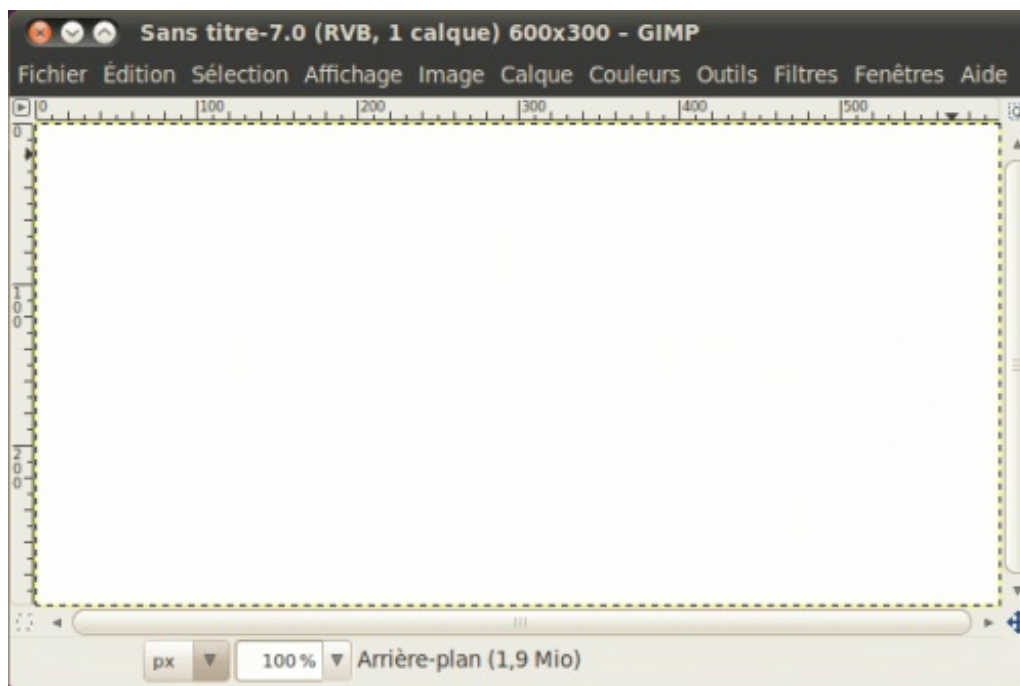 Sans titre-7.0 (RVB, 1 calque) 600x300 – GIMP
Fichier Édition Sélection Affichage Image Calque Couleurs Outils Filtres Fenêtres Aide
0 100 200 300 400 500
0
100
200
px 100 % Arrière-plan (1,9 Mio)